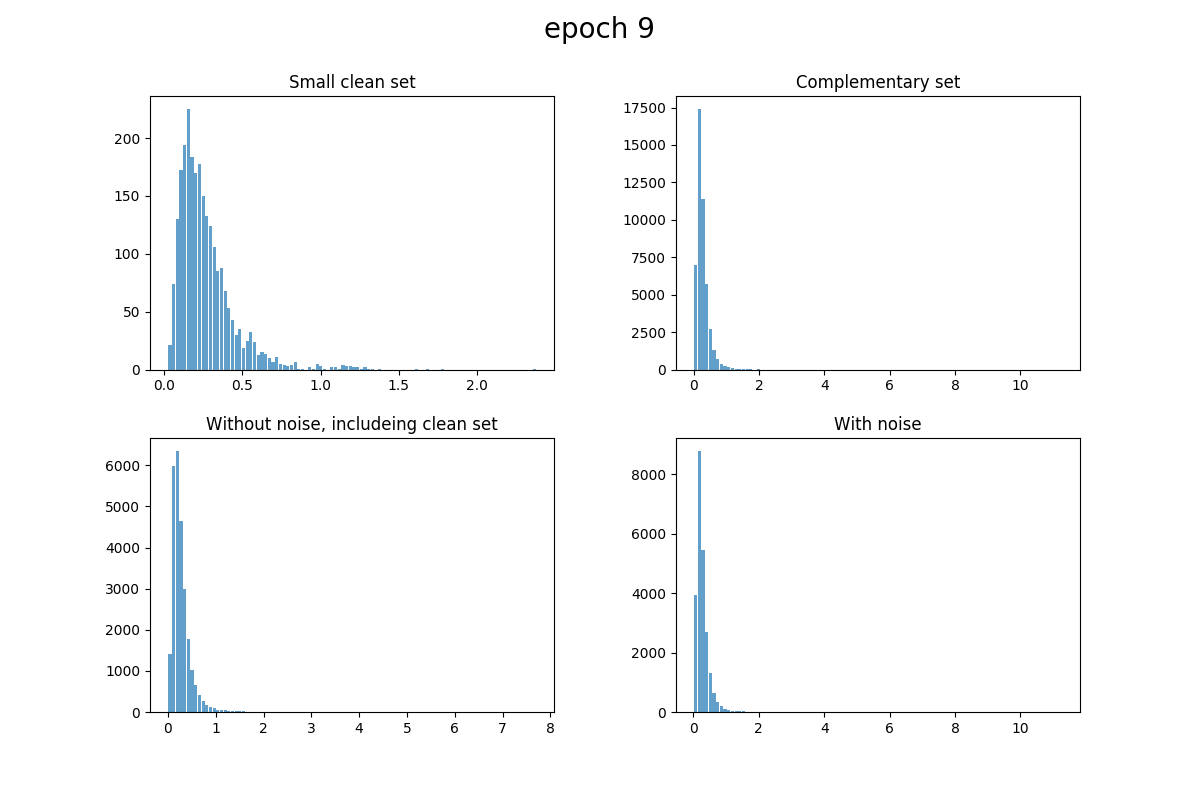 epoch 9
Small clean set
200
150
100
50
0
0.0 0.5 1.0 1.5 2.0
Complementary set
17500
15000
12500
10000
7500
5000
2500
0
0 2 4 6 8 10
Without noise, includeing clean set
6000
5000
4000
3000
2000
1000
0
0 1 2 3 4 5 6 7 8
With noise
8000
6000
4000
2000
0
0 2 4 6 8 10